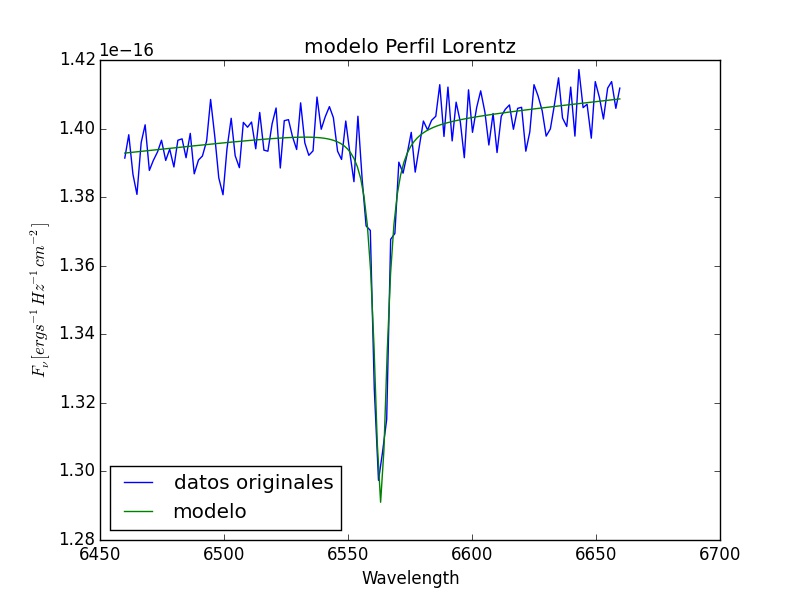 modelo Perfil Lorentz
1e−16
1.42
1.40
1.38
1.36
1.34
1.32
1.30
1.28
F_ν [ergs^{−1} Hz^{−1} cm^{−2}]
datos originales
modelo
6450 6500 6550 6600 6650 6700
Wavelength